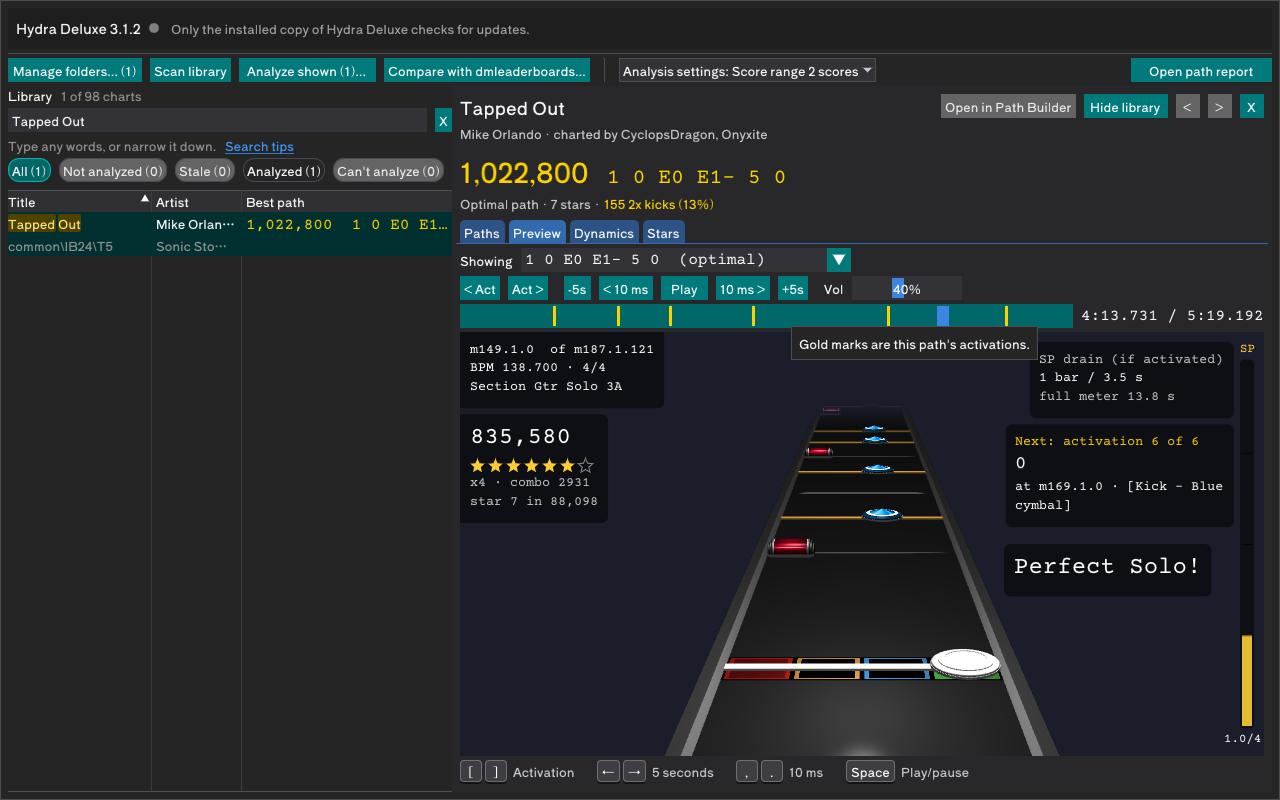 Hydra Deluxe 3.1.2 Only the installed copy of Hydra Deluxe checks for updates.
Manage folders... (1) Scan library Analyze shown (1)... Compare with dmleaderboards... Analysis settings: Score range 2 scores Open path report
Library 1 of 98 charts
Tapped Out X
Type any words, or narrow it down. Search tips
All (1) Not analyzed (0) Stale (0) Analyzed (1) Can't analyze (0)
Title Artist Best path
Tapped Out Mike Orlan··· 1,022,800 1 0 E0 E1...
common\IB24\T5 Sonic Sto···
Tapped Out Open in Path Builder Hide library < > X
Mike Orlando · charted by CyclopsDragon, Onyxite
1,022,800 1 0 E0 E1- 5 0
Optimal path · 7 stars · 155 2x kicks (13%)
Paths Preview Dynamics Stars
Showing 1 0 E0 E1- 5 0 (optimal)
< Act Act > -5s < 10 ms Play 10 ms > +5s Vol 40%
4:13.731 / 5:19.192
Gold marks are this path's activations.
m149.1.0 of m187.1.121
BPM 138.700 · 4/4
Section Gtr Solo 3A
835,580
x4 · combo 2931
star 7 in 88,098
SP drain (if activated)
1 bar / 3.5 s
full meter 13.8 s
SP
Next: activation 6 of 6
0
at m169.1.0 · [Kick - Blue
cymbal]
Perfect Solo!
1.0/4
[ ] Activation ← → 5 seconds , . 10 ms Space Play/pause